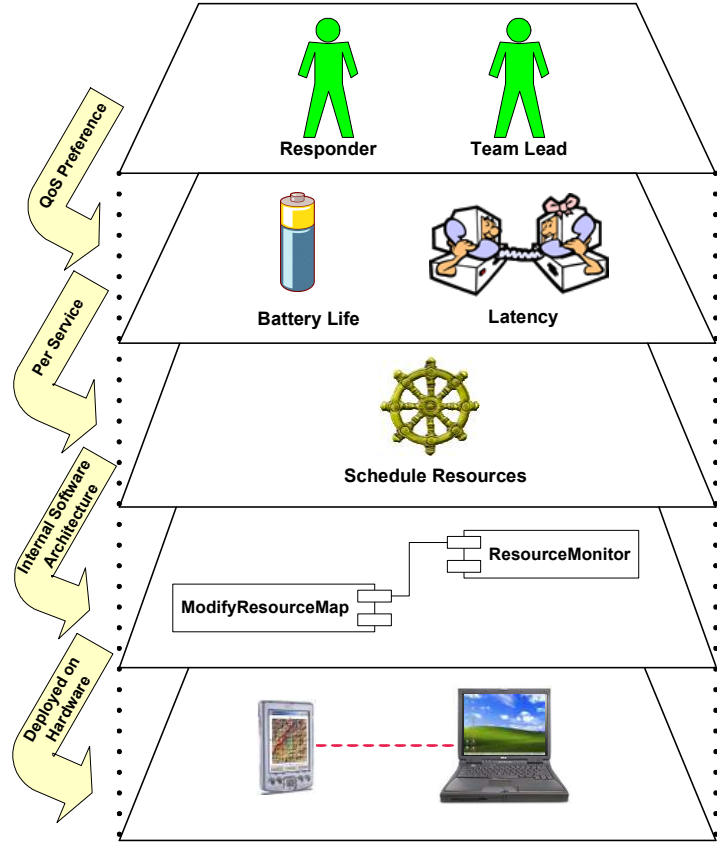 Responder
Team Lead
QoS Preference
Battery Life
Latency
Per Service
Schedule Resources
Internal Software
Architecture
ResourceMonitor
ModifyResourceMap
Deployed on
Hardware